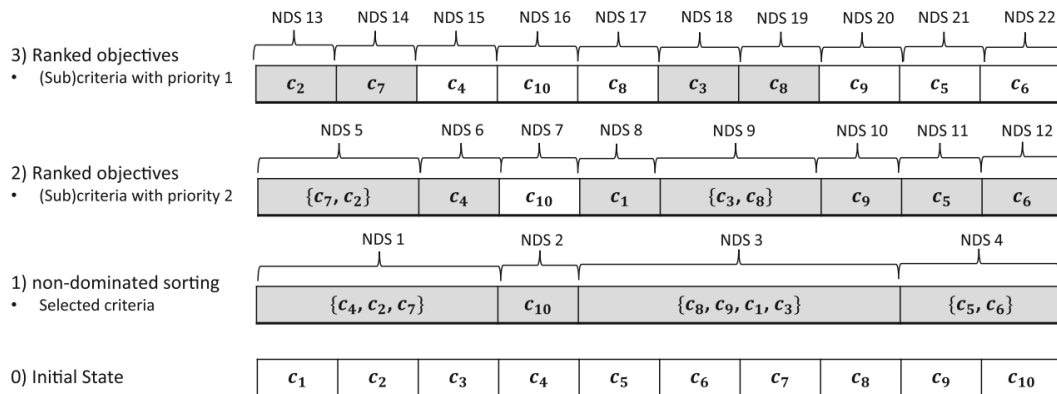 NDS 13 NDS 14 NDS 15 NDS 16 NDS 17 NDS 18 NDS 19 NDS 20 NDS 21 NDS 22
3) Ranked objectives
• (Sub)criteria with priority 1
c₂ c₇ c₄ c₁₀ c₈ c₃ c₈ c₉ c₅ c₆
NDS 5 NDS 6 NDS 7 NDS 8 NDS 9 NDS 10 NDS 11 NDS 12
2) Ranked objectives
• (Sub)criteria with priority 2
{c₇, c₂} c₄ c₁₀ c₁ {c₃, c₈} c₉ c₅ c₆
NDS 1 NDS 2 NDS 3 NDS 4
1) non-dominated sorting
• Selected criteria
{c₄, c₂, c₇} c₁₀ {c₈, c₉, c₁, c₃} {c₅, c₆}
0) Initial State
c₁ c₂ c₃ c₄ c₅ c₆ c₇ c₈ c₉ c₁₀